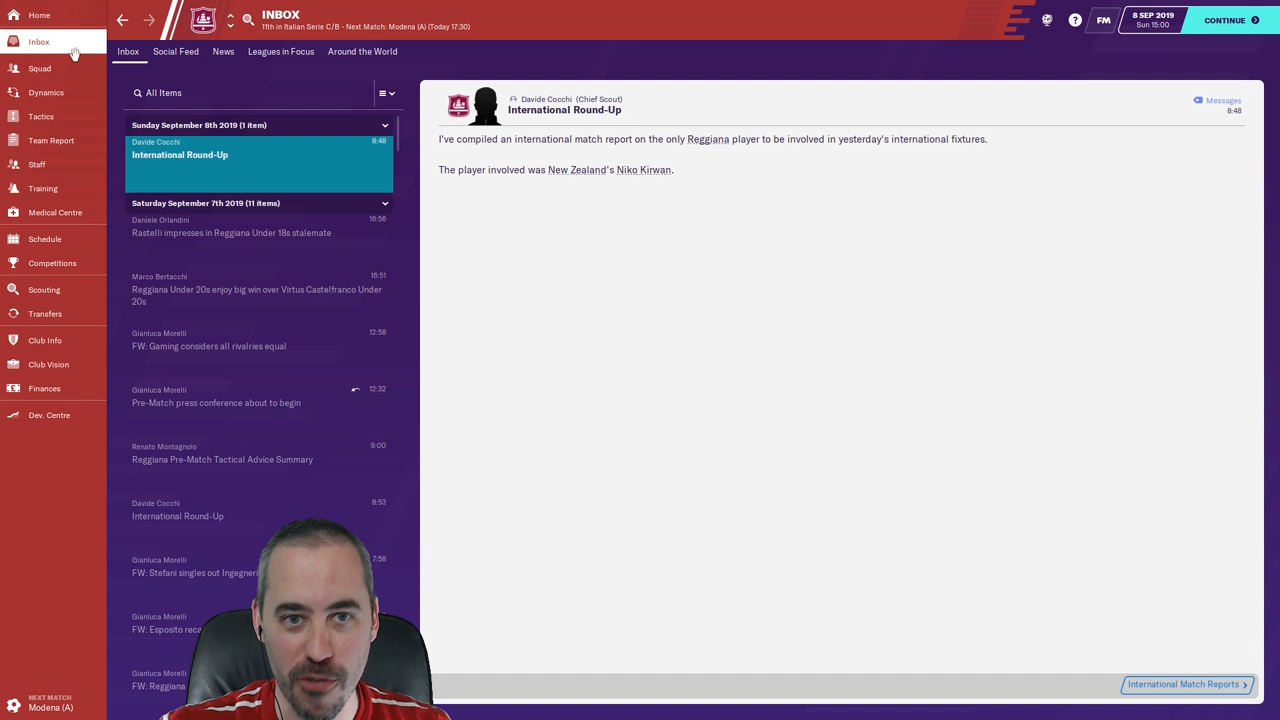 Home
Inbox
Squad
Dynamics
Tactics
Team Report
Staff
Training
Medical Centre
Schedule
Competitions
Scouting
Transfers
Club Info
Club Vision
Finances
Dev. Centre
NEXT MATCH
Modena (A)
INBOX
11th in Italian Serie C/B - Next Match: Modena (A) (Today 17:30)
?
FM
8 SEP 2019
Sun 15:00
CONTINUE
Inbox
Social Feed
News
Leagues in Focus
Around the World
All Items
Sunday September 8th 2019 (1 item)
Davide Cocchi 8:48
International Round-Up
Saturday September 7th 2019 (11 items)
Daniele Orlandini 16:56
Rastelli impresses in Reggiana Under 18s stalemate
Marco Bertacchi 16:51
Reggiana Under 20s enjoy big win over Virtus Castelfranco Under
20s
Gianluca Morelli 12:58
FW: Gaming considers all rivalries equal
Gianluca Morelli 12:32
Pre-Match press conference about to begin
Renato Montagnolo 9:00
Reggiana Pre-Match Tactical Advice Summary
Davide Cocchi 8:53
International Round-Up
Gianluca Morelli 7:58
FW: Stefani singles out Ingegneri
Gianluca Morelli
FW: Esposito
Gianluca Morelli
FW: Reggiana
Davide Cocchi (Chief Scout)
International Round-Up
Messages
8:48
I've compiled an international match report on the only Reggiana player to be involved in yesterday's international fixtures.
The player involved was New Zealand's Niko Kirwan.
International Match Reports